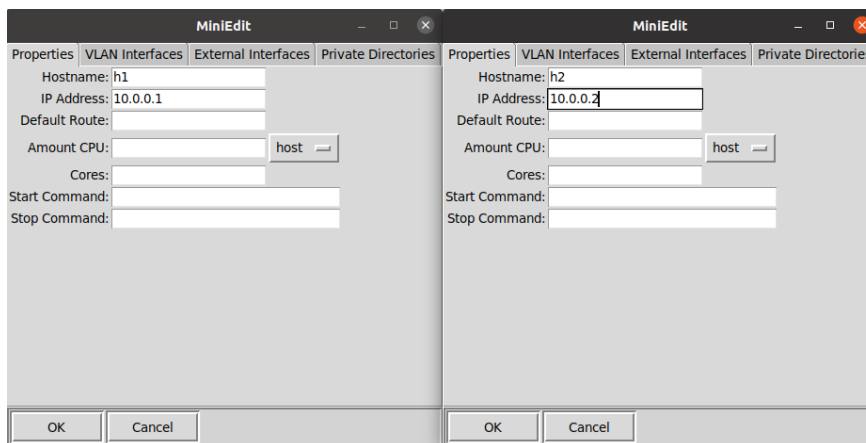 MiniEdit
Properties VLAN Interfaces External Interfaces Private Directories
Hostname: h1
IP Address: 10.0.0.1
Default Route:
Amount CPU: host
Cores:
Start Command:
Stop Command:
OK Cancel
MiniEdit
Properties VLAN Interfaces External Interfaces Private Directorie
Hostname: h2
IP Address: 10.0.0.2
Default Route:
Amount CPU: host
Cores:
Start Command:
Stop Command:
OK Cancel